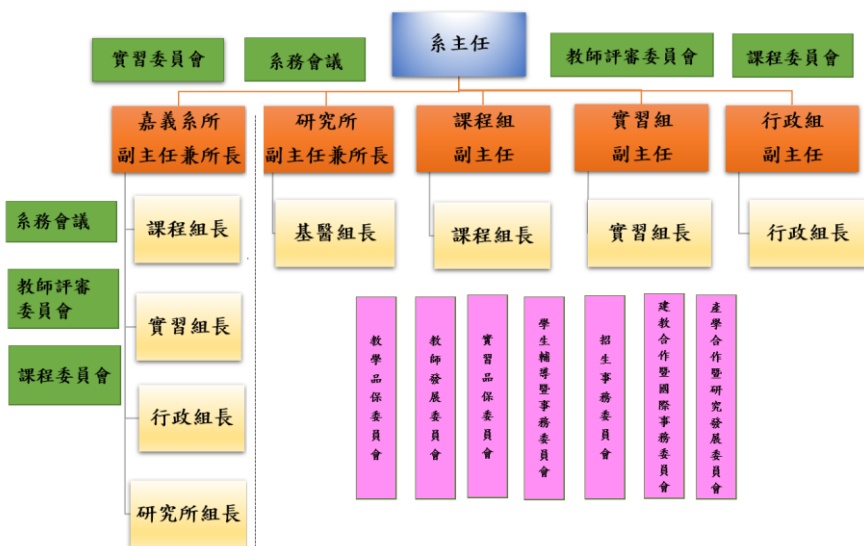 系主任
實習委員會
系務會議
教師評審委員會
課程委員會
嘉義系所
副主任兼所長
研究所
副主任兼所長
課程組
副主任
實習組
副主任
行政組
副主任
系務會議
教師評審
委員會
課程委員會
課程組長
實習組長
行政組長
研究所組長
基醫組長
課程組長
實習組長
行政組長
教學品保委員會
教師發展委員會
實習品保委員會
學生輔導暨事務委員會
招生事務委員會
建教合作暨國際事務委員會
產學合作暨研究發展委員會